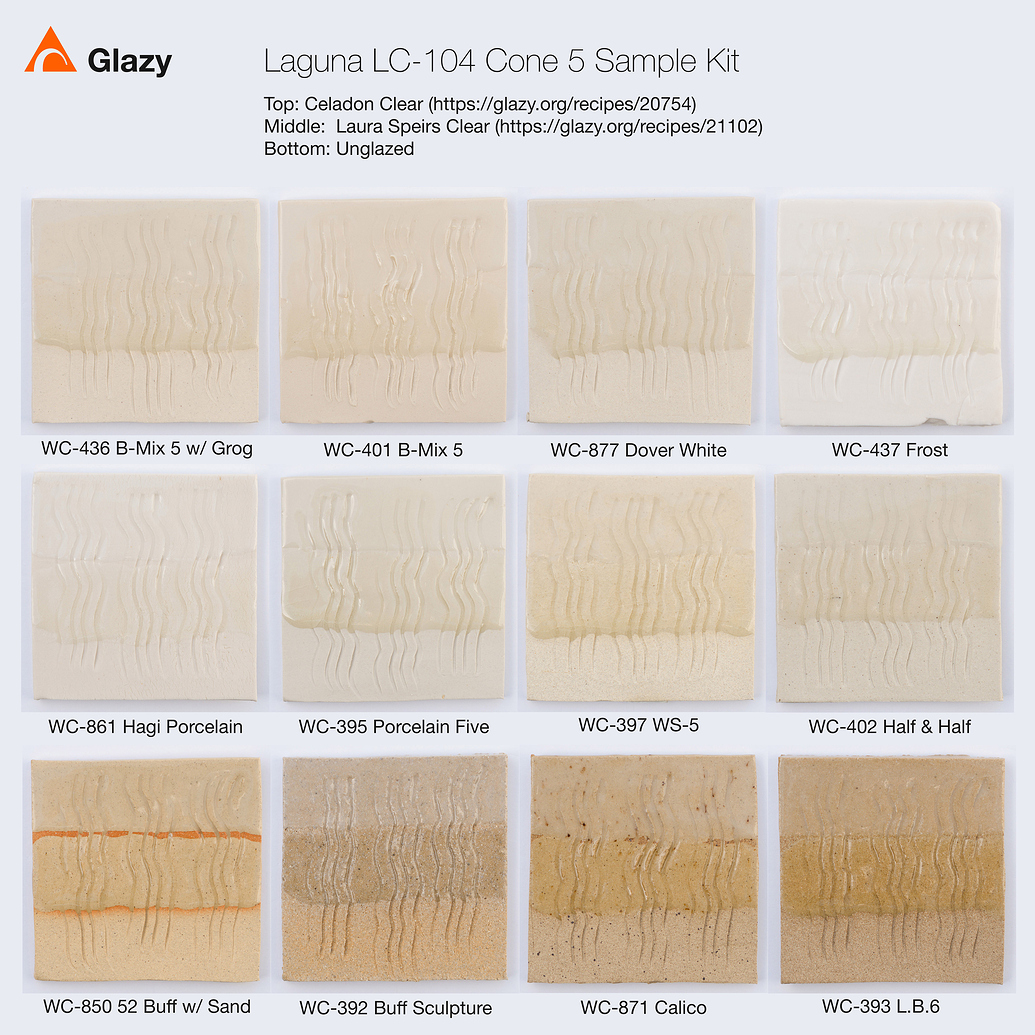 Glazy
Laguna LC-104 Cone 5 Sample Kit
Top: Celadon Clear (https://glazy.org/recipes/20754)
Middle:  Laura Speirs Clear (https://glazy.org/recipes/21102)
Bottom: Unglazed
WC-436 B-Mix 5 w/ Grog
WC-401 B-Mix 5
WC-877 Dover White
WC-437 Frost
WC-861 Hagi Porcelain
WC-395 Porcelain Five
WC-397 WS-5
WC-402 Half & Half
WC-850 52 Buff w/ Sand
WC-392 Buff Sculpture
WC-871 Calico
WC-393 L.B.6